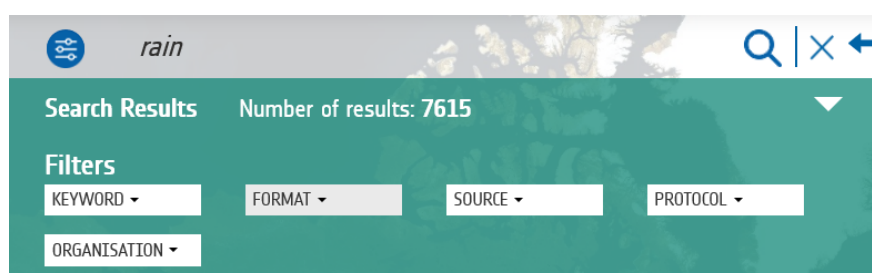 rain
Search Results Number of results: 7615
Filters
KEYWORD FORMAT SOURCE PROTOCOL
ORGANISATION